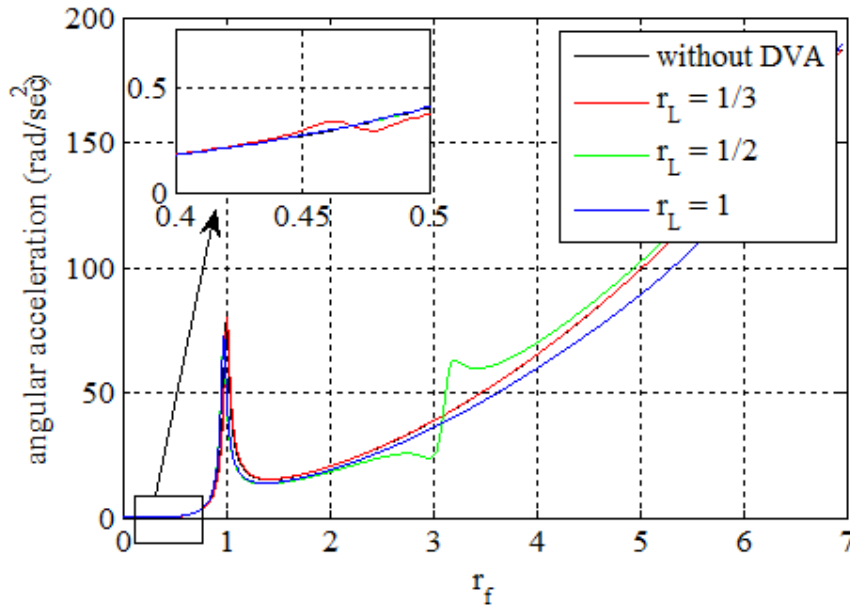 200
150
100
50
0
angular acceleration (rad/sec²)
0.5
0
0.4 0.45 0.5
without DVA
r_L = 1/3
r_L = 1/2
r_L = 1
0 1 2 3 4 5 6 7
r_f